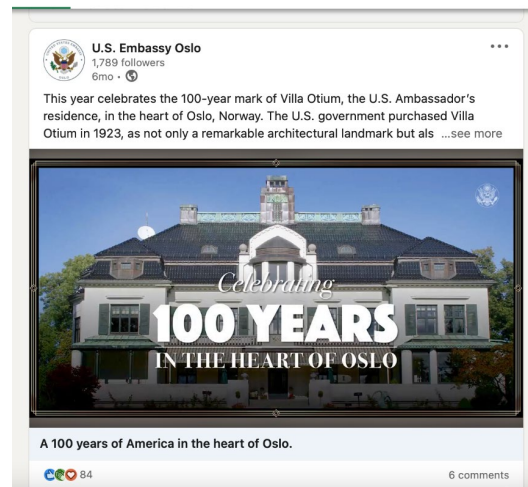 U.S. Embassy Oslo
1,789 followers
6mo •
This year celebrates the 100-year mark of Villa Otium, the U.S. Ambassador's
residence, in the heart of Oslo, Norway. The U.S. government purchased Villa
Otium in 1923, as not only a remarkable architectural landmark but als ...see more
Celebrating
100 YEARS
IN THE HEART OF OSLO
A 100 years of America in the heart of Oslo.
84
6 comments